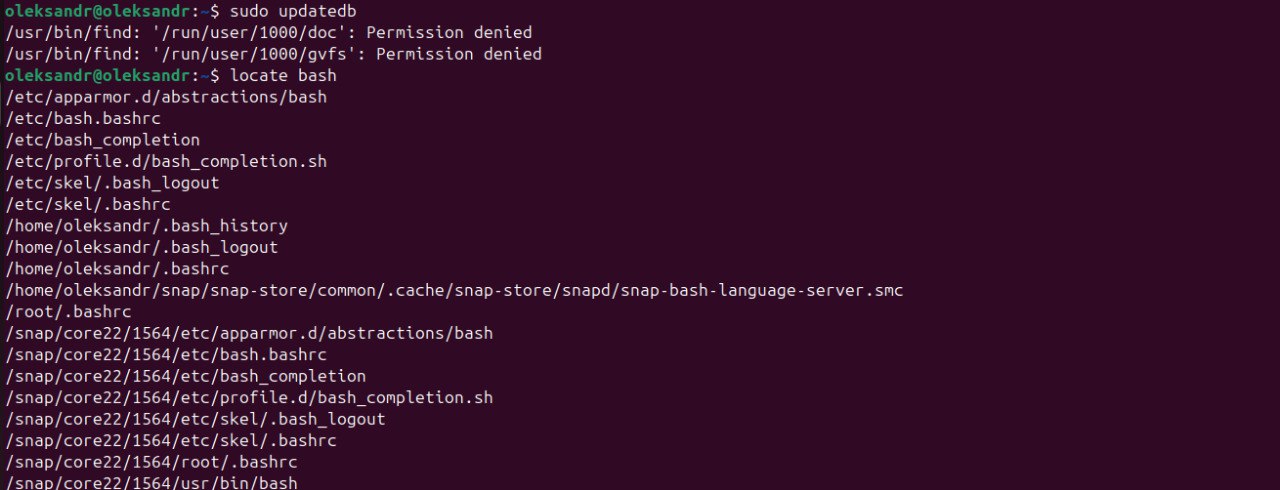 oleksandr@oleksandr:~$ sudo updatedb
/usr/bin/find: '/run/user/1000/doc': Permission denied
/usr/bin/find: '/run/user/1000/gvfs': Permission denied
oleksandr@oleksandr:~$ locate bash
/etc/apparmor.d/abstractions/bash
/etc/bash.bashrc
/etc/bash_completion
/etc/profile.d/bash_completion.sh
/etc/skel/.bash_logout
/etc/skel/.bashrc
/home/oleksandr/.bash_history
/home/oleksandr/.bash_logout
/home/oleksandr/.bashrc
/home/oleksandr/snap/snap-store/common/.cache/snap-store/snapd/snap-bash-language-server.smc
/root/.bashrc
/snap/core22/1564/etc/apparmor.d/abstractions/bash
/snap/core22/1564/etc/bash.bashrc
/snap/core22/1564/etc/bash_completion
/snap/core22/1564/etc/profile.d/bash_completion.sh
/snap/core22/1564/etc/skel/.bash_logout
/snap/core22/1564/etc/skel/.bashrc
/snap/core22/1564/root/.bashrc
/snap/core22/1564/usr/bin/bash